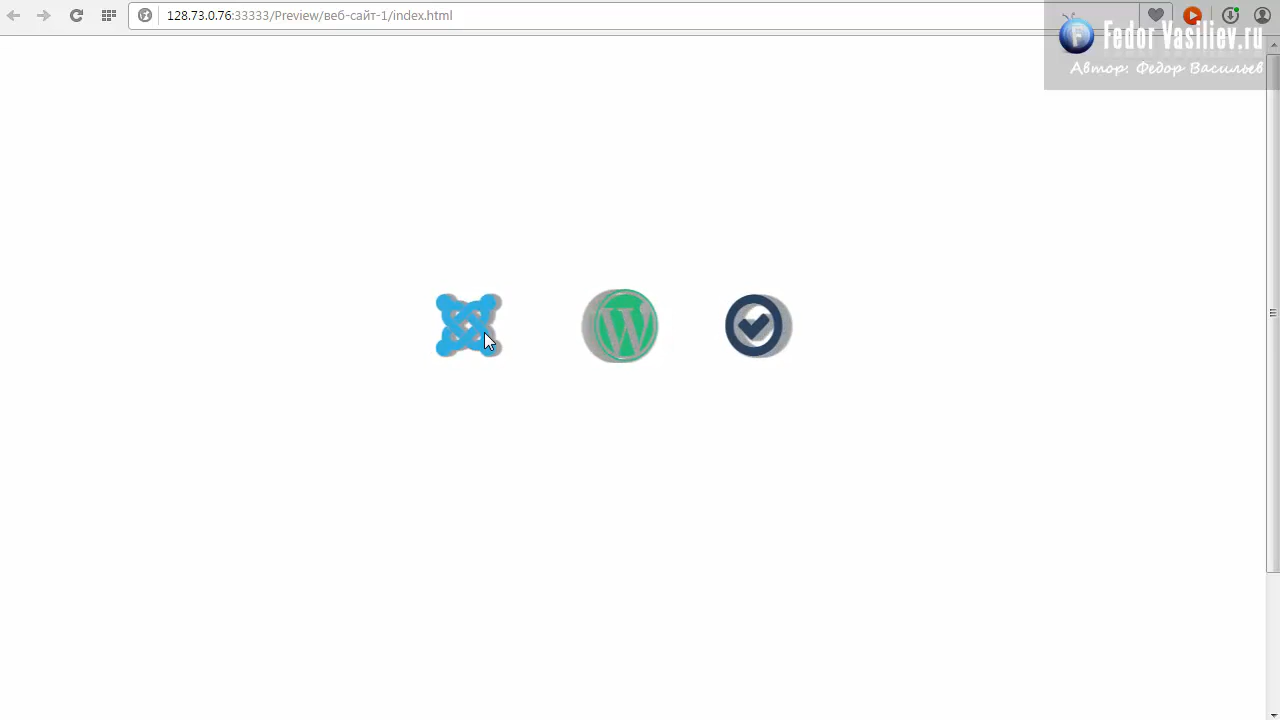 128.73.0.76:33333/Preview/веб-сайт-1/index.html
F Fedor Vasiliev.ru
Автор: Федор Васильев
W